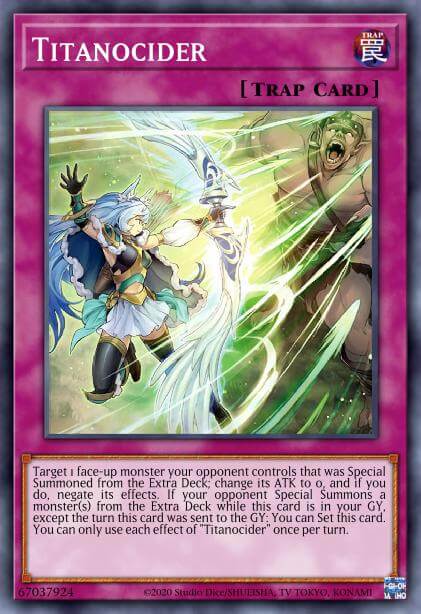 Titanocider
TRAP
罠
[TRAP CARD]
Target 1 face-up monster your opponent controls that was Special
Summoned from the Extra Deck; change its ATK to 0, and if you
do, negate its effects. If your opponent Special Summons a
monster(s) from the Extra Deck while this card is in your GY,
except the turn this card was sent to the GY: You can Set this card.
You can only use each effect of "Titanocider" once per turn.
67037924
©2020 Studio Dice/SHUEISHA, TV TOKYO, KONAMI